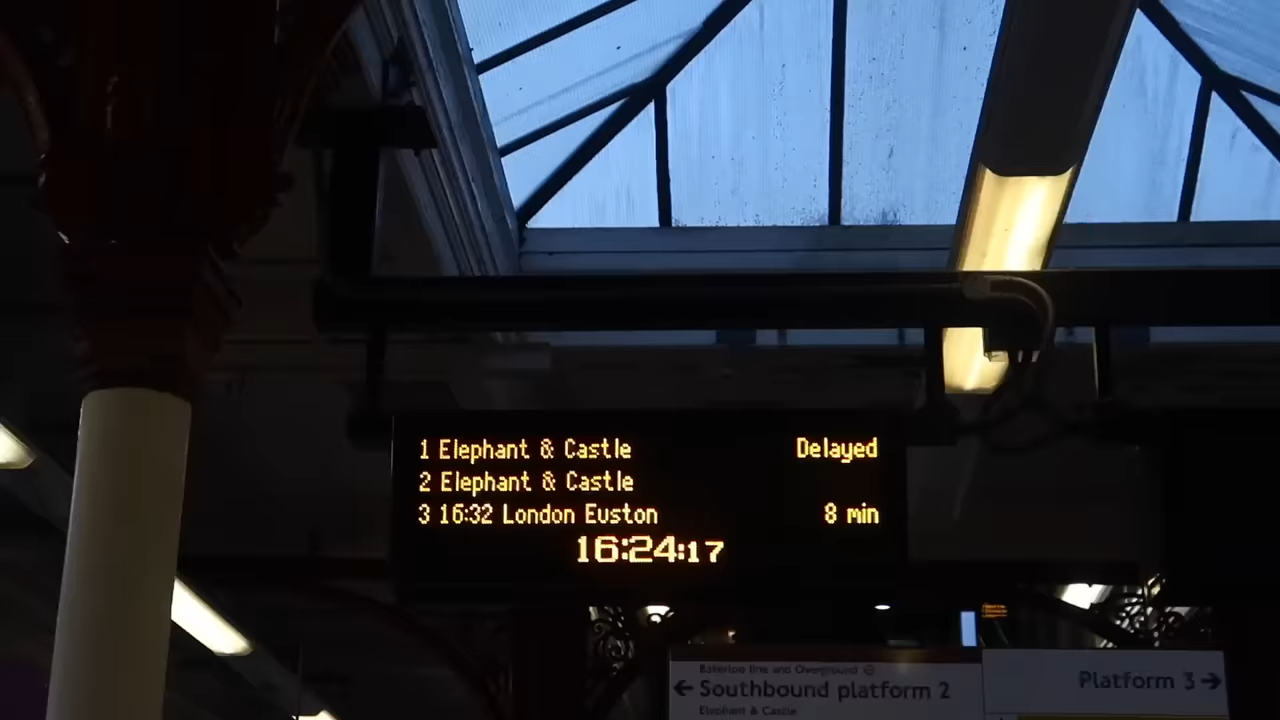 1 Elephant & Castle Delayed
2 Elephant & Castle
3 16:32 London Euston 8 min
16:24:17
Bakerloo line and Overground
← Southbound platform 2
Elephant & Castle
Platform 3 →